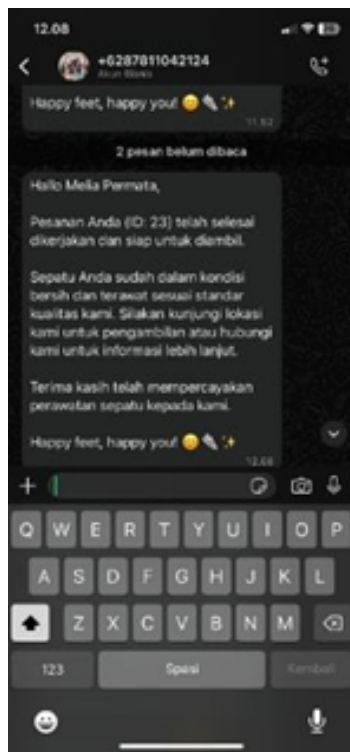 12.08
+6287811042124
Akun Bisnis
Happy feet, happy you! 😊👟✨
11.52
2 pesan belum dibaca
Hallo Melia Permata,
Pesanan Anda (ID: 23) telah selesai
dikerjakan dan siap untuk diambil.
Sepatu Anda sudah dalam kondisi
bersih dan terawat sesuai standar
kualitas kami. Silakan kunjungi lokasi
kami untuk pengambilan atau hubungi
kami untuk informasi lebih lanjut.
Terima kasih telah mempercayakan
perawatan sepatu kepada kami.
Happy feet, happy you! 😊👟✨
Q W E R T Y U I O P
A S D F G H J K L
Z X C V B N M
123 Spasi Kembali